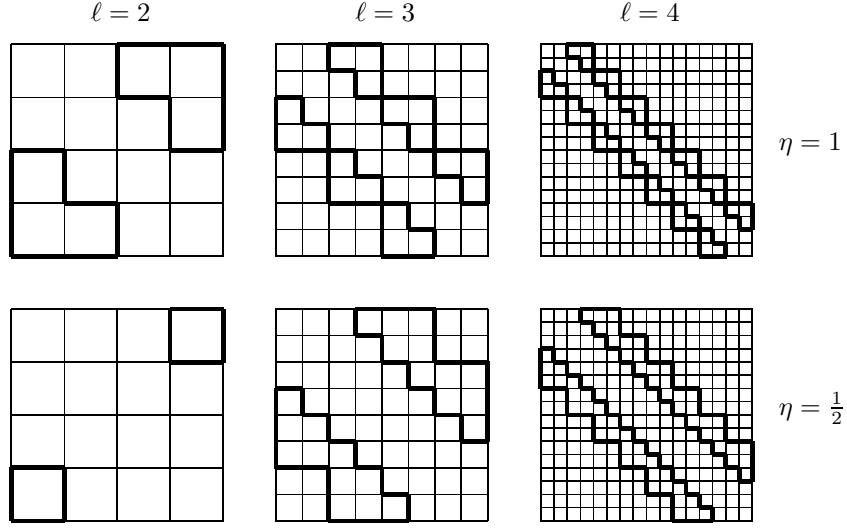 ℓ = 2 ℓ = 3 ℓ = 4
η = 1
η = 1/2